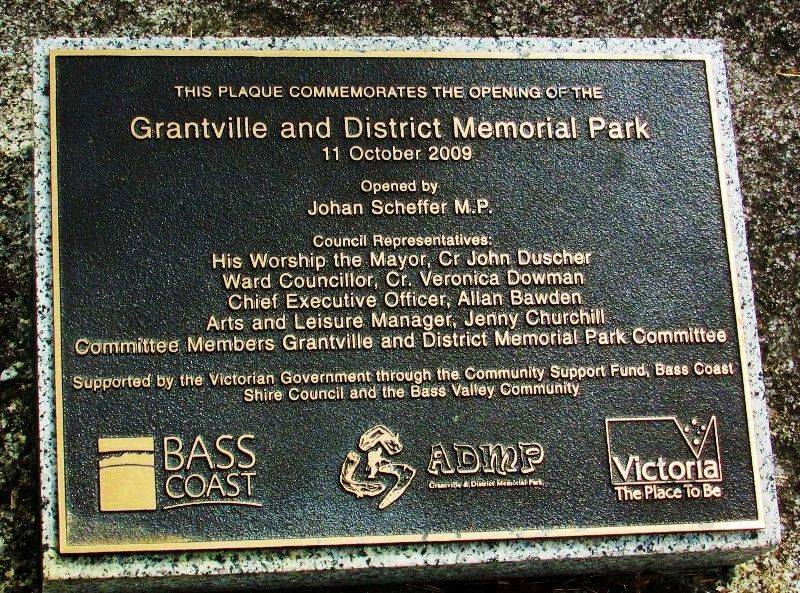 THIS PLAQUE COMMEMORATES THE OPENING OF THE
Grantville and District Memorial Park
11 October 2009
Opened by
Johan Scheffer M.P.
Council Representatives:
His Worship the Mayor, Cr John Duscher
Ward Councillor, Cr. Veronica Dowman
Chief Executive Officer, Allan Bawden
Arts and Leisure Manager, Jenny Churchill
Committee Members Grantville and District Memorial Park Committee
Supported by the Victorian Government through the Community Support Fund, Bass Coast
Shire Council and the Bass Valley Community
BASS
COAST
ADMP
Grantville & District Memorial Park
Victoria
The Place To Be